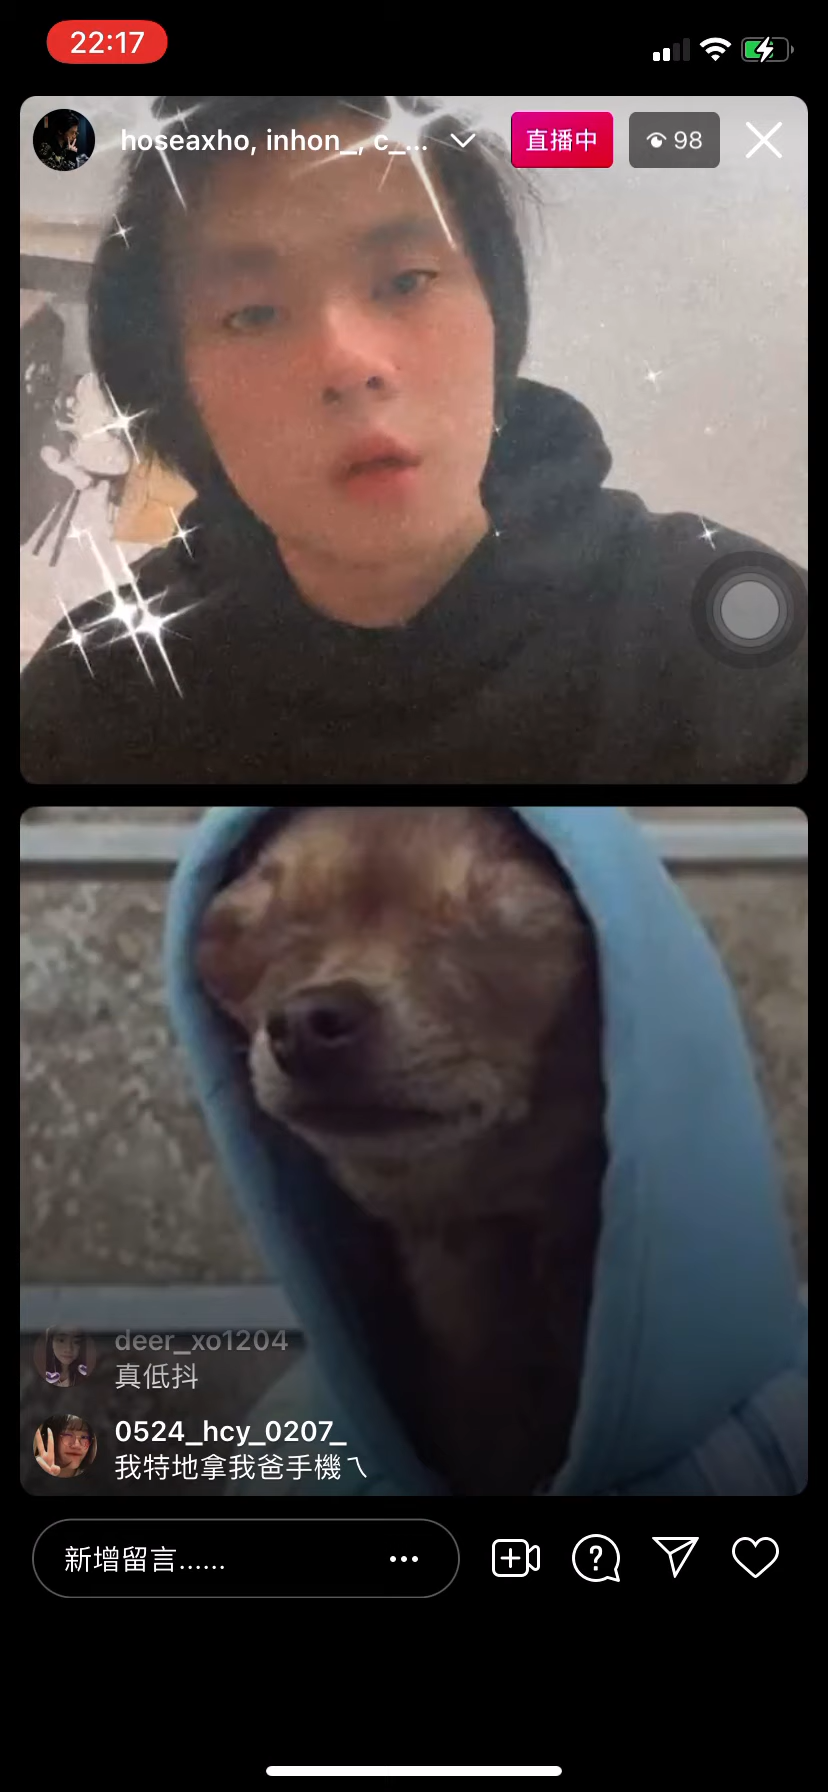 22:17
hoseaxho, inhon_, c_...
直播中
98
deer_xo1204
真低抖
0524_hcy_0207_
我特地拿我爸手機ㄟ
新增留言......